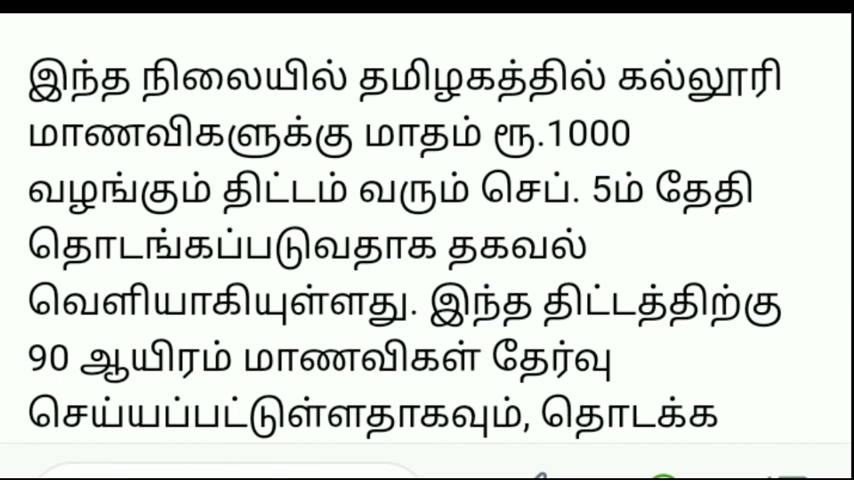 இந்த நிலையில் தமிழகத்தில் கல்லூரி
மாணவிகளுக்கு மாதம் ரூ.1000
வழங்கும் திட்டம் வரும் செப். 5ம் தேதி
தொடங்கப்படுவதாக தகவல்
வெளியாகியுள்ளது. இந்த திட்டத்திற்கு
90 ஆயிரம் மாணவிகள் தேர்வு
செய்யப்பட்டுள்ளதாகவும், தொடக்க